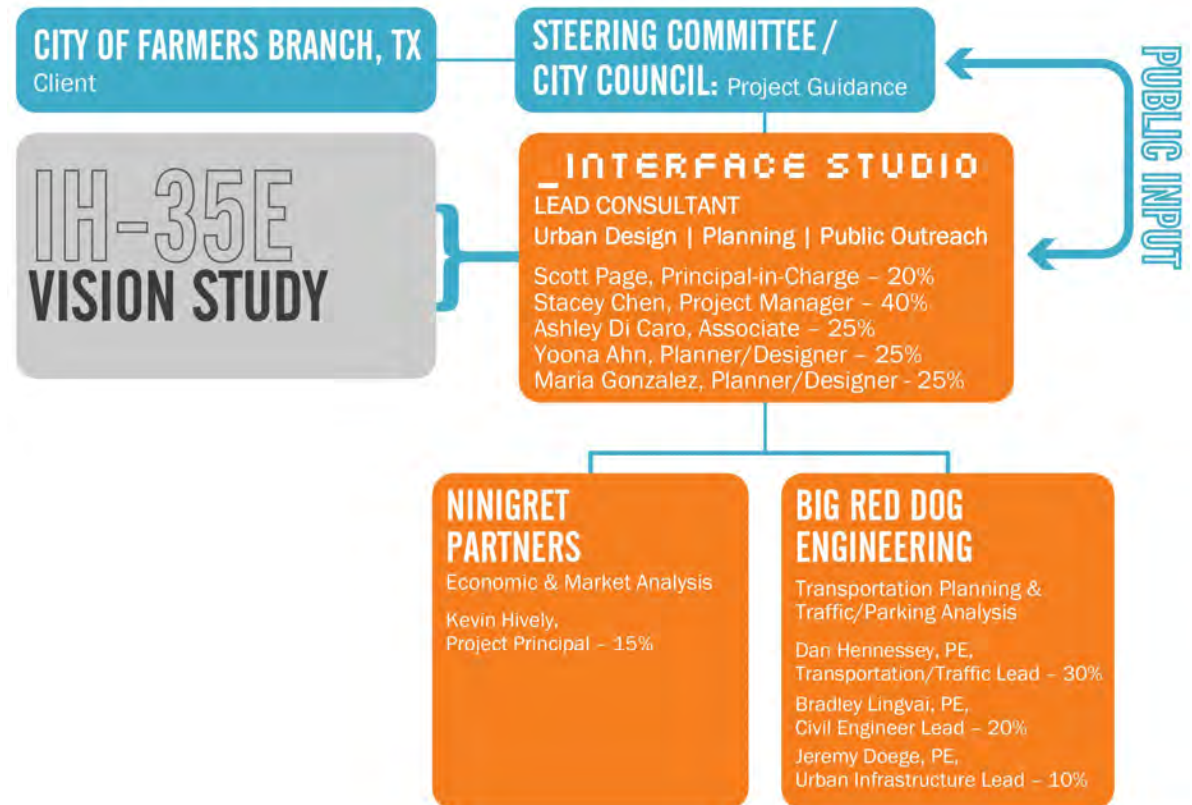 CITY OF FARMERS BRANCH, TX
Client
STEERING COMMITTEE /
CITY COUNCIL: Project Guidance
PUBLIC INPUT
IH-35E
VISION STUDY
_INTERFACE STUDIO
LEAD CONSULTANT
Urban Design | Planning | Public Outreach
Scott Page, Principal-in-Charge – 20%
Stacey Chen, Project Manager – 40%
Ashley Di Caro, Associate – 25%
Yoona Ahn, Planner/Designer – 25%
Maria Gonzalez, Planner/Designer - 25%
NINIGRET
PARTNERS
Economic & Market Analysis
Kevin Hively,
Project Principal – 15%
BIG RED DOG
ENGINEERING
Transportation Planning &
Traffic/Parking Analysis
Dan Hennessey, PE,
Transportation/Traffic Lead – 30%
Bradley Lingvai, PE,
Civil Engineer Lead – 20%
Jeremy Doege, PE,
Urban Infrastructure Lead – 10%